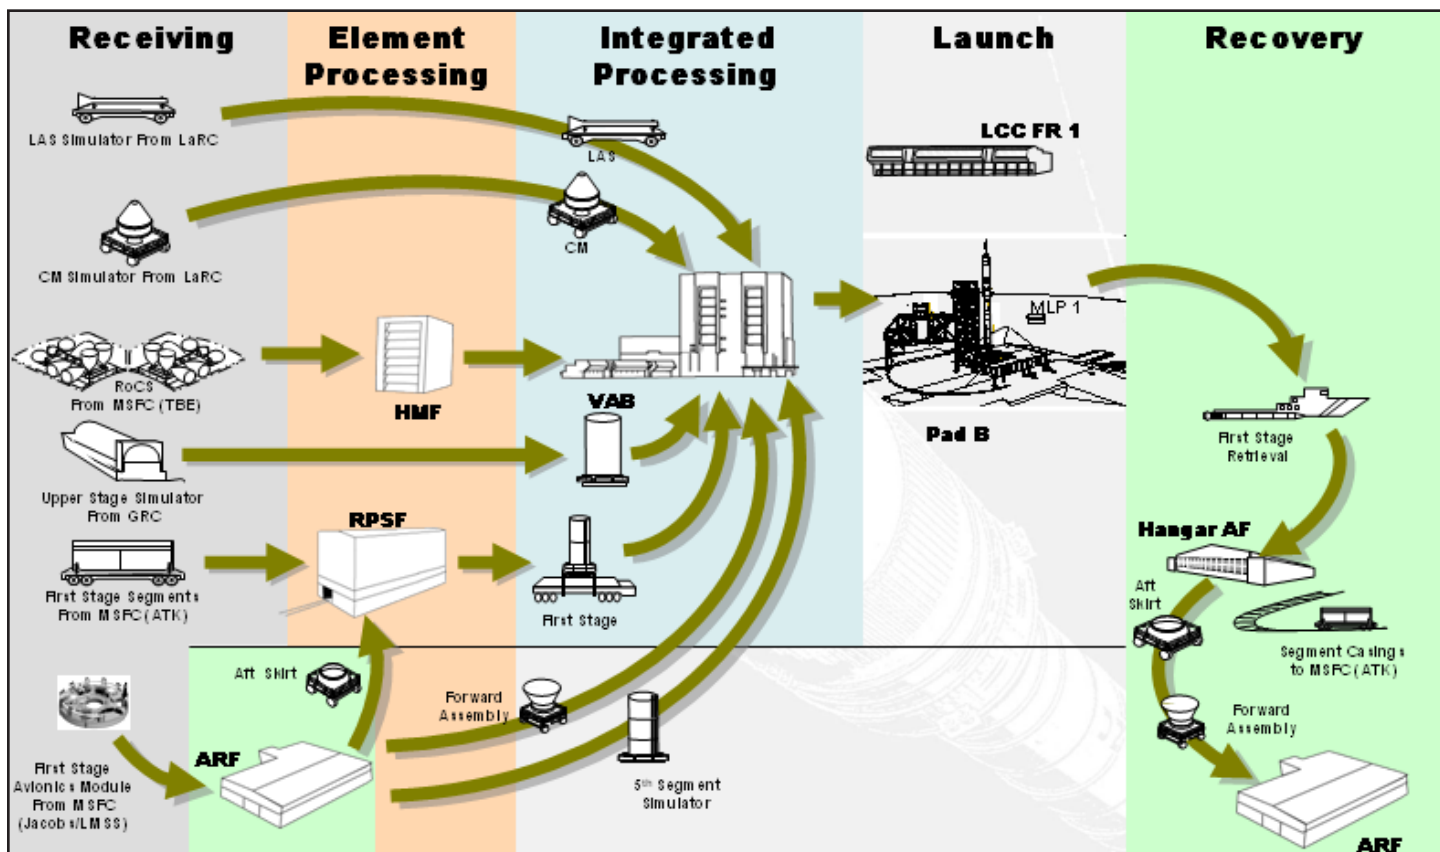 Receiving
Element
Processing
Integrated
Processing
Launch
Recovery
LAS Simulator From LaRC
LAS
LCC FR 1
CM Simulator From LaRC
CM
MLP 1
RoCS
From MSFC (TBE)
HMF
VAB
Pad B
First Stage
Retrieval
Upper Stage Simulator
From GRC
RPSF
Hangar AF
First Stage Segments
From MSFC (ATK)
First Stage
Aft
Skirt
Segment Casings
to MSFC (ATK)
Aft Skirt
Forward
Assembly
Forward
Assembly
ARF
First Stage
Avionics Module
From MSFC
(Jacobs/LMSS)
5th Segment
Simulator
ARF